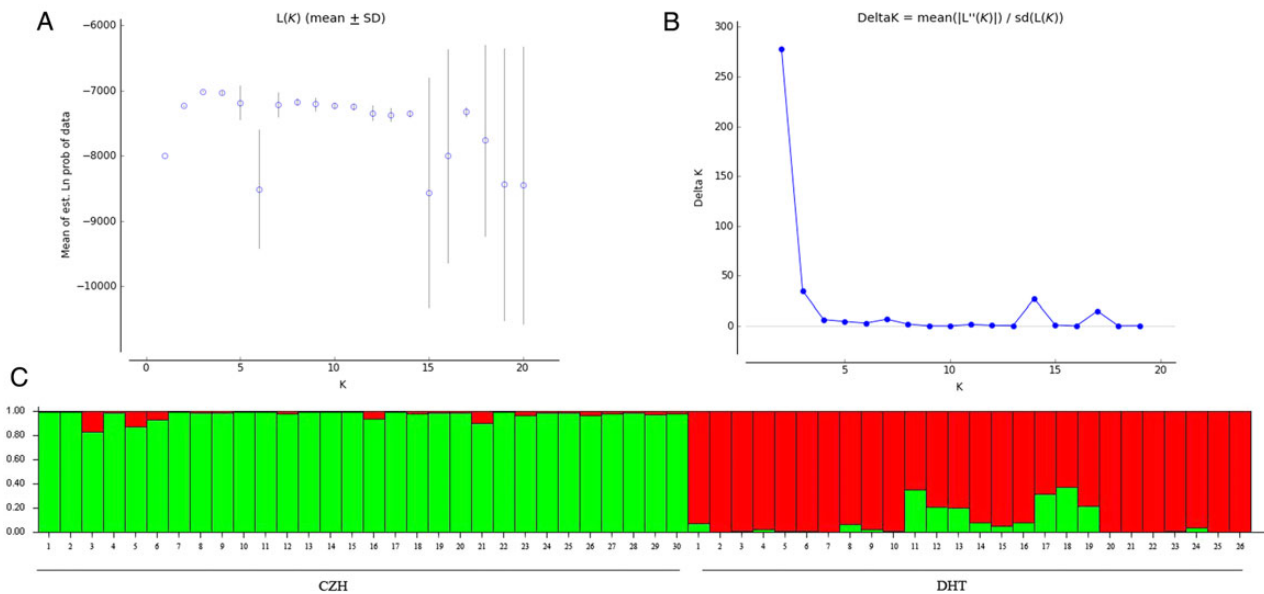 A
L(K) (mean ± SD)
−6000
−7000
−8000
−9000
−10000
Mean of est. Ln prob of data
0 5 10 15 20
K
B
DeltaK = mean(|L''(K)|) / sd(L(K))
300
250
200
150
100
50
0
Delta K
5 10 15 20
K
C
1.00
0.80
0.60
0.40
0.20
0.00
1 2 3 4 5 6 7 8 9 10 11 12 13 14 15 16 17 18 19 20 21 22 23 24 25 26 27 28 29 30 1 2 3 4 5 6 7 8 9 10 11 12 13 14 15 16 17 18 19 20 21 22 23 24 25 26
CZH DHT